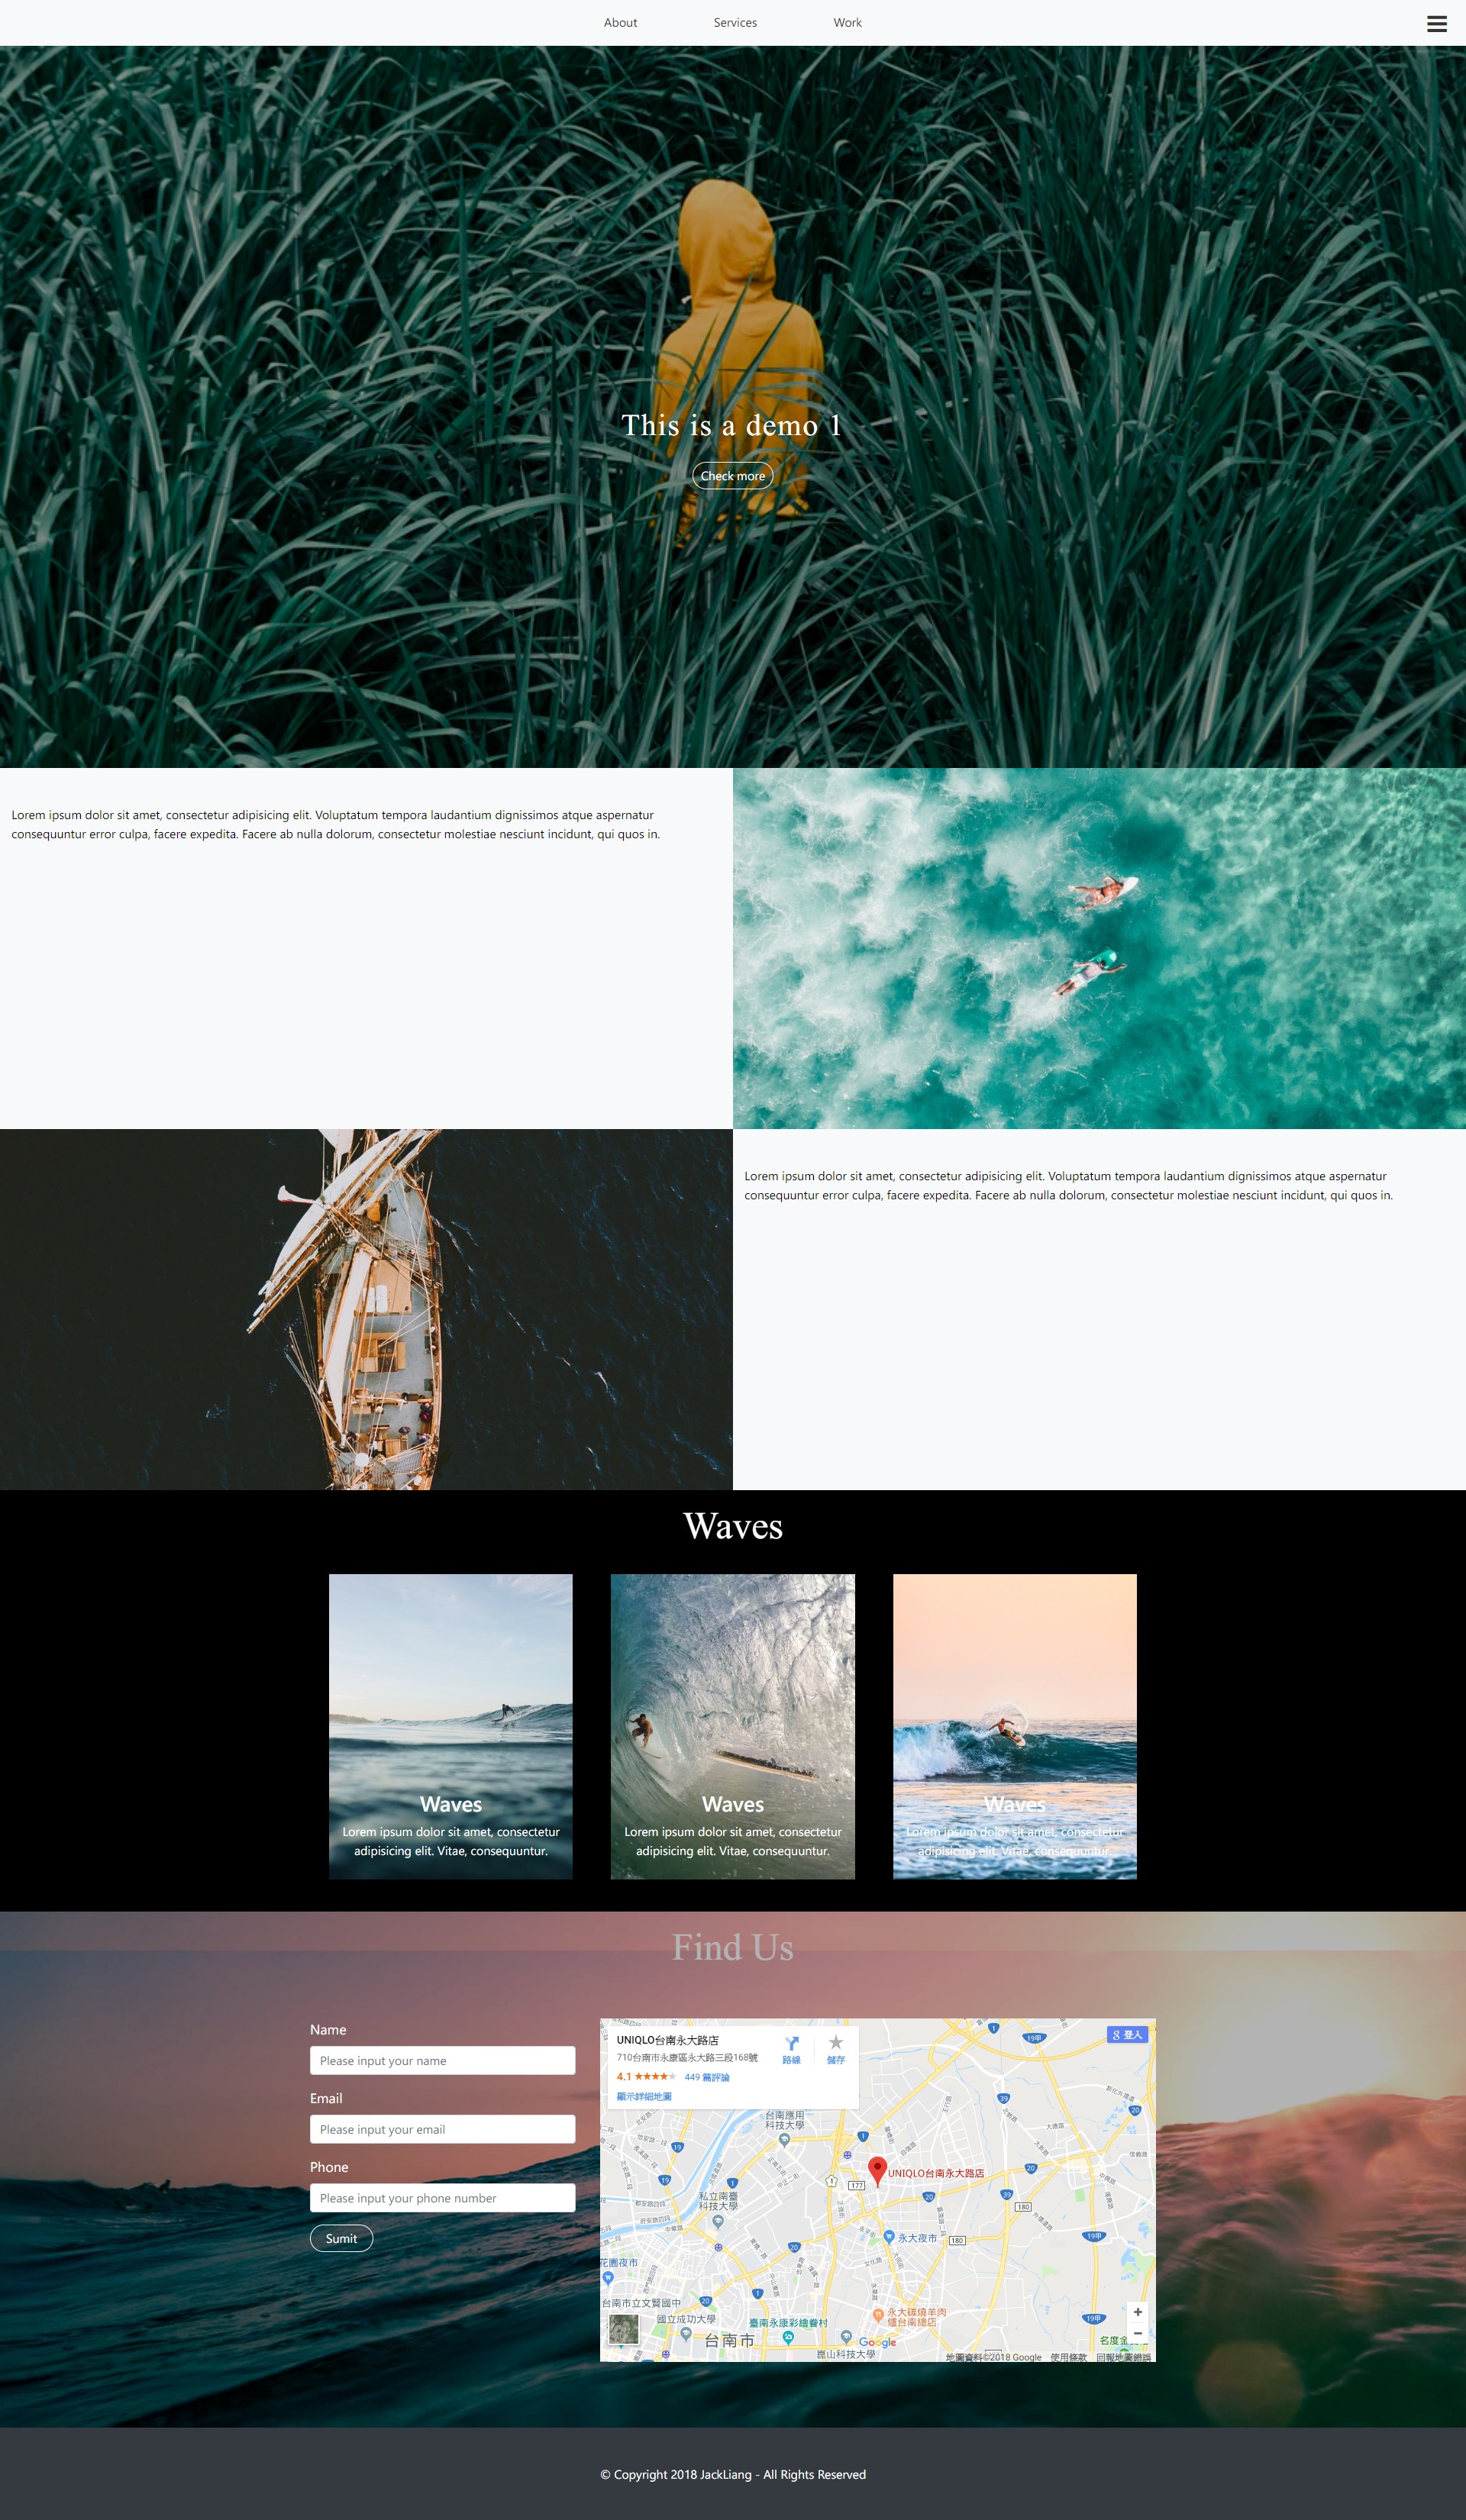 About
Services
Work
This is a demo 1
Check more
Lorem ipsum dolor sit amet, consectetur adipisicing elit. Voluptatum tempora laudantium dignissimos atque aspernatur
consequuntur error culpa, facere expedita. Facere ab nulla dolorum, consectetur molestiae nesciunt incidunt, qui quos in.
Lorem ipsum dolor sit amet, consectetur adipisicing elit. Voluptatum tempora laudantium dignissimos atque aspernatur
consequuntur error culpa, facere expedita. Facere ab nulla dolorum, consectetur molestiae nesciunt incidunt, qui quos in.
Waves
Waves
Lorem ipsum dolor sit amet, consectetur
adipisicing elit. Vitae, consequuntur.
Waves
Lorem ipsum dolor sit amet, consectetur
adipisicing elit. Vitae, consequuntur.
Waves
Lorem ipsum dolor sit amet, consectetur
adipisicing elit. Vitae, consequuntur.
Find Us
Name
Please input your name
Email
Please input your email
Phone
Please input your phone number
Sumit
UNIQLO台南永大路店
710台南市永康區永大路三段168號
4.1
449 篇評論
顯示詳細地圖
路線
儲存
登入
台南應用
科技大學
UNIQLO台南永大路店
私立南臺
科技大學
永大夜市
花園夜市
台南市立文賢國中
國立成功大學
台南市
臺南永康彩繪眷村
崑山科技大學
永大碳燒羊肉
爐台南總店
Google
地圖資料©2018 Google
使用條款
回報地圖錯誤
© Copyright 2018 JackLiang - All Rights Reserved